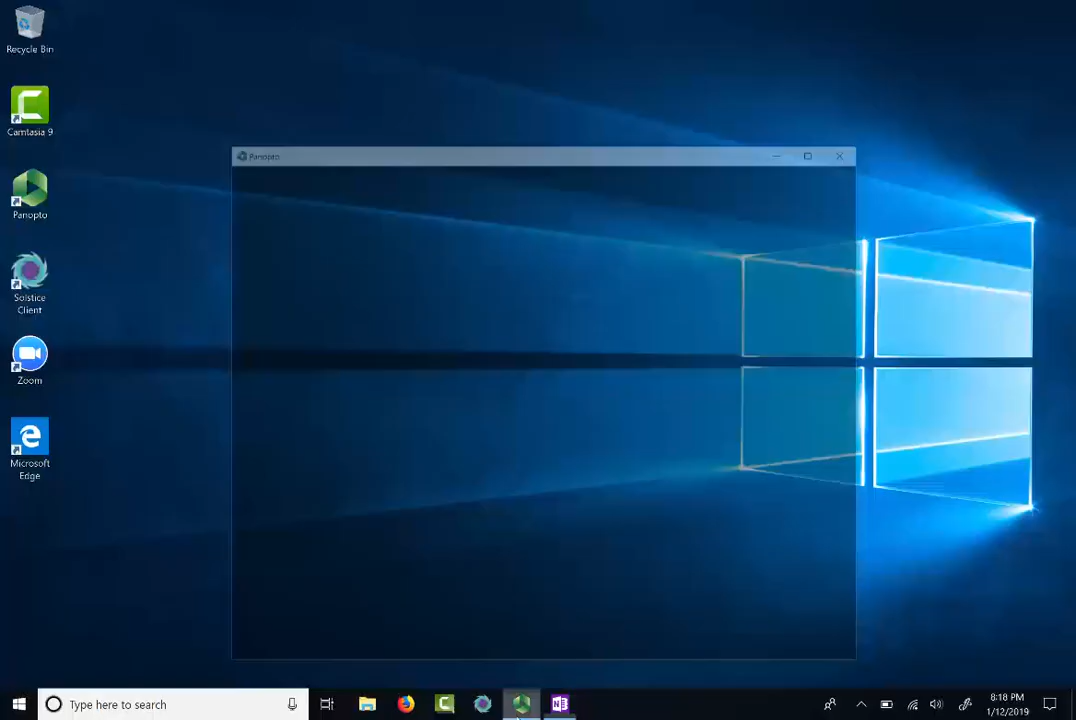 Recycle Bin
Camtasia 9
Panopto
Solstice
Client
Zoom
Microsoft
Edge
Panopto
Type here to search
8:18 PM
1/12/2019